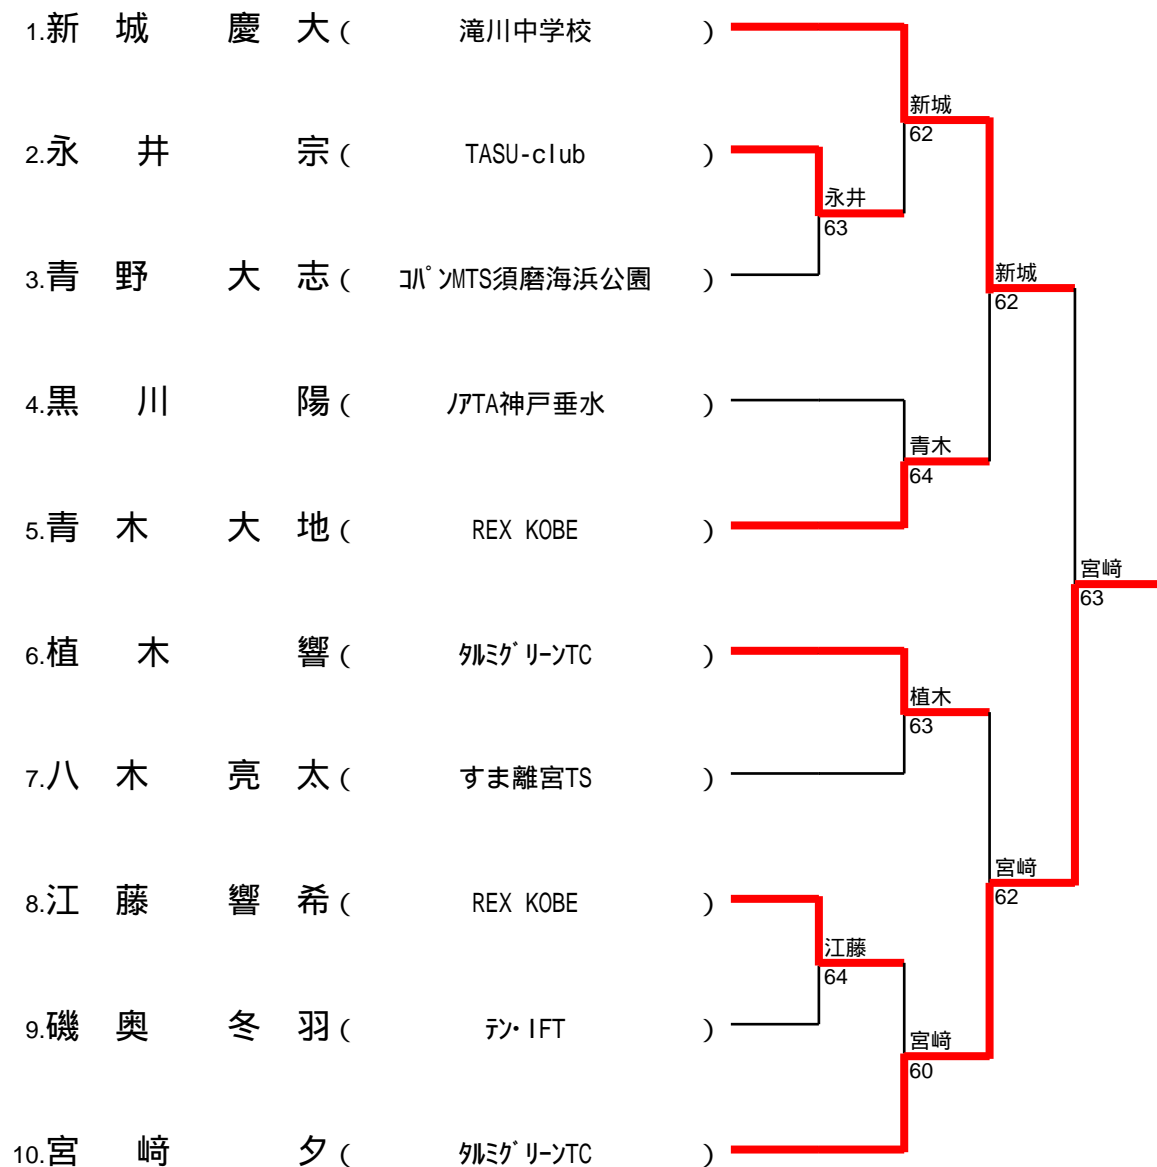 1.新 城 慶 大 ( 滝川中学校 )
新城
62
2.永 井 宗 ( TASU-club )
永井
63
3.青 野 大 志 ( ｺﾊﾟﾝMTS須磨海浜公園 )
新城
62
4.黒 川 陽 ( ﾉｱTA神戸垂水 )
青木
64
5.青 木 大 地 ( REX KOBE )
宮﨑
63
6.植 木 響 ( ﾀﾙﾐｸﾞﾘｰﾝTC )
植木
63
7.八 木 亮 太 ( すま離宮TS )
宮﨑
62
8.江 藤 響 希 ( REX KOBE )
江藤
64
9.磯 奥 冬 羽 ( ﾃﾝ･IFT )
宮﨑
60
10.宮 﨑 夕 ( ﾀﾙﾐｸﾞﾘｰﾝTC )